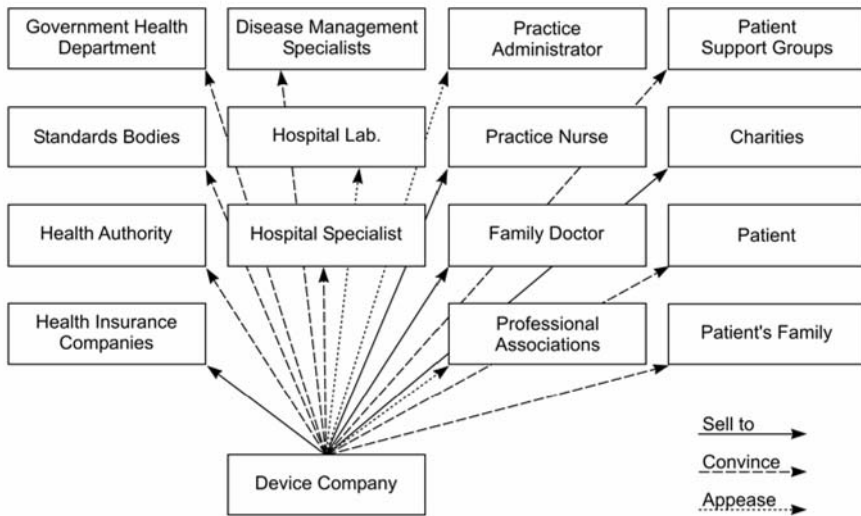 Government Health
Department
Disease Management
Specialists
Practice
Administrator
Patient
Support Groups
Standards Bodies
Hospital Lab.
Practice Nurse
Charities
Health Authority
Hospital Specialist
Family Doctor
Patient
Health Insurance
Companies
Professional
Associations
Patient's Family
Device Company
Sell to
Convince
Appease